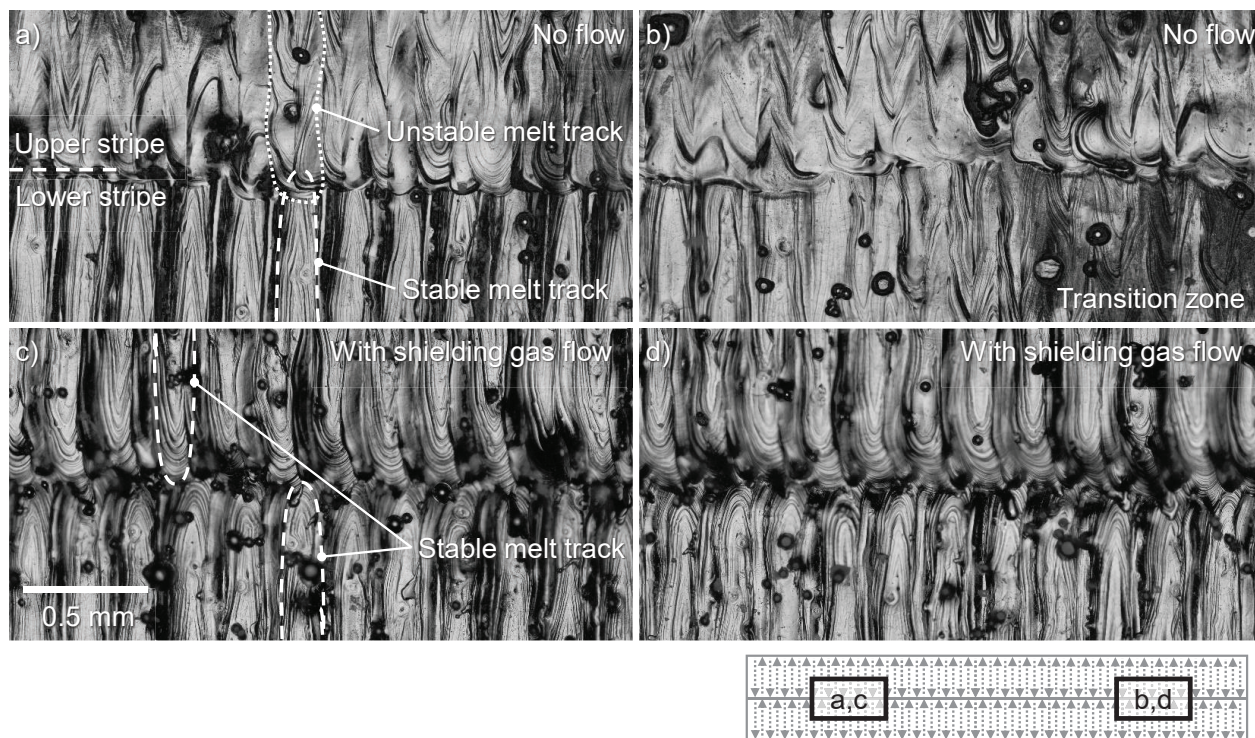 a)
No flow
Unstable melt track
Upper stripe
Lower stripe
Stable melt track
b)
No flow
Transition zone
c)
With shielding gas flow
Stable melt track
0.5 mm
d)
With shielding gas flow
a,c
b,d